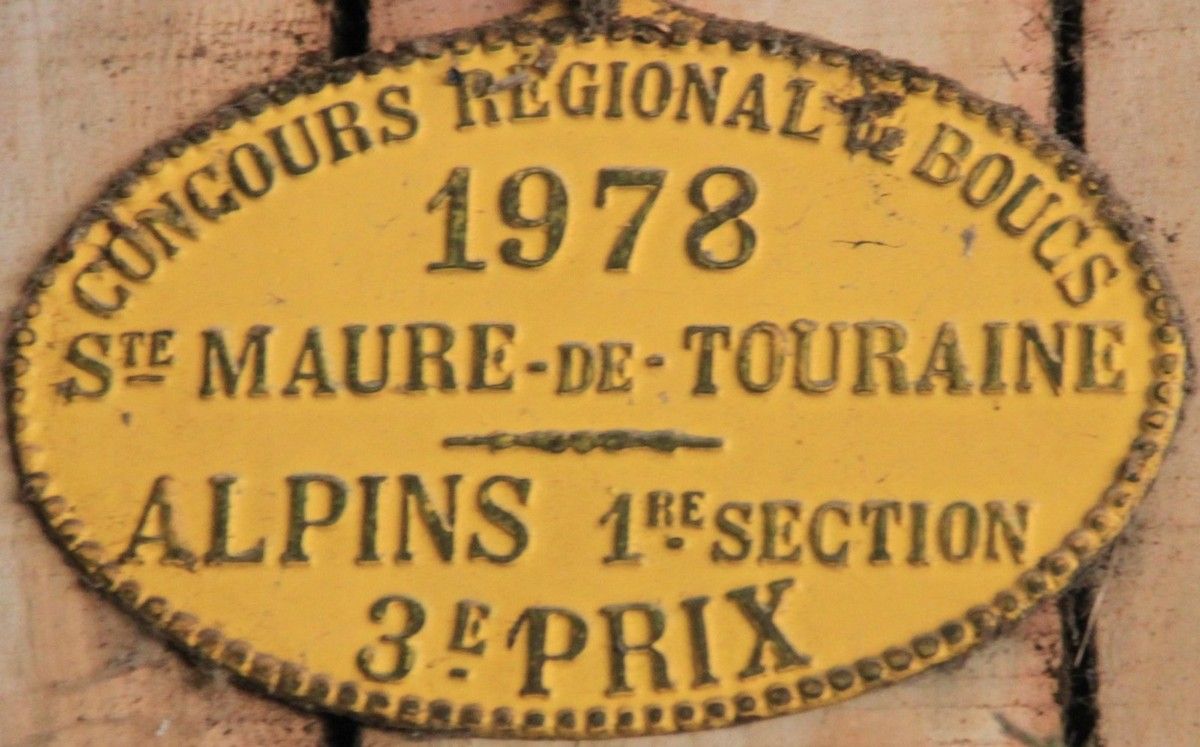 CONCOURS RÉGIONAL DE BOUCS
1978
STE MAURE-DE-TOURAINE
ALPINS 1RE SECTION
3E PRIX